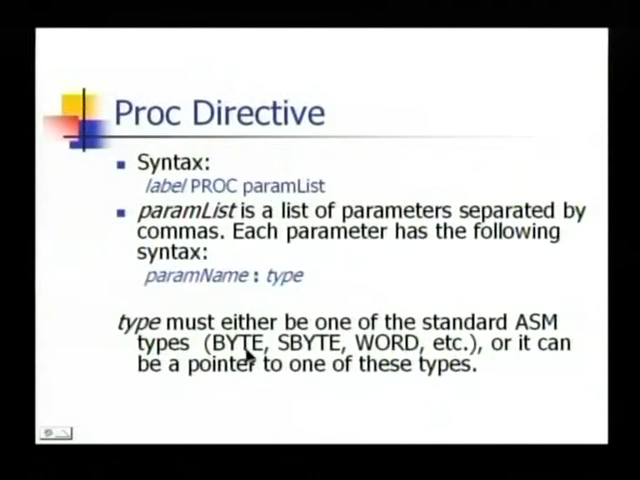 Proc Directive
Syntax:
label PROC paramList
paramList is a list of parameters separated by
commas. Each parameter has the following
syntax:
paramName : type
type must either be one of the standard ASM
types (BYTE, SBYTE, WORD, etc.), or it can
be a pointer to one of these types.